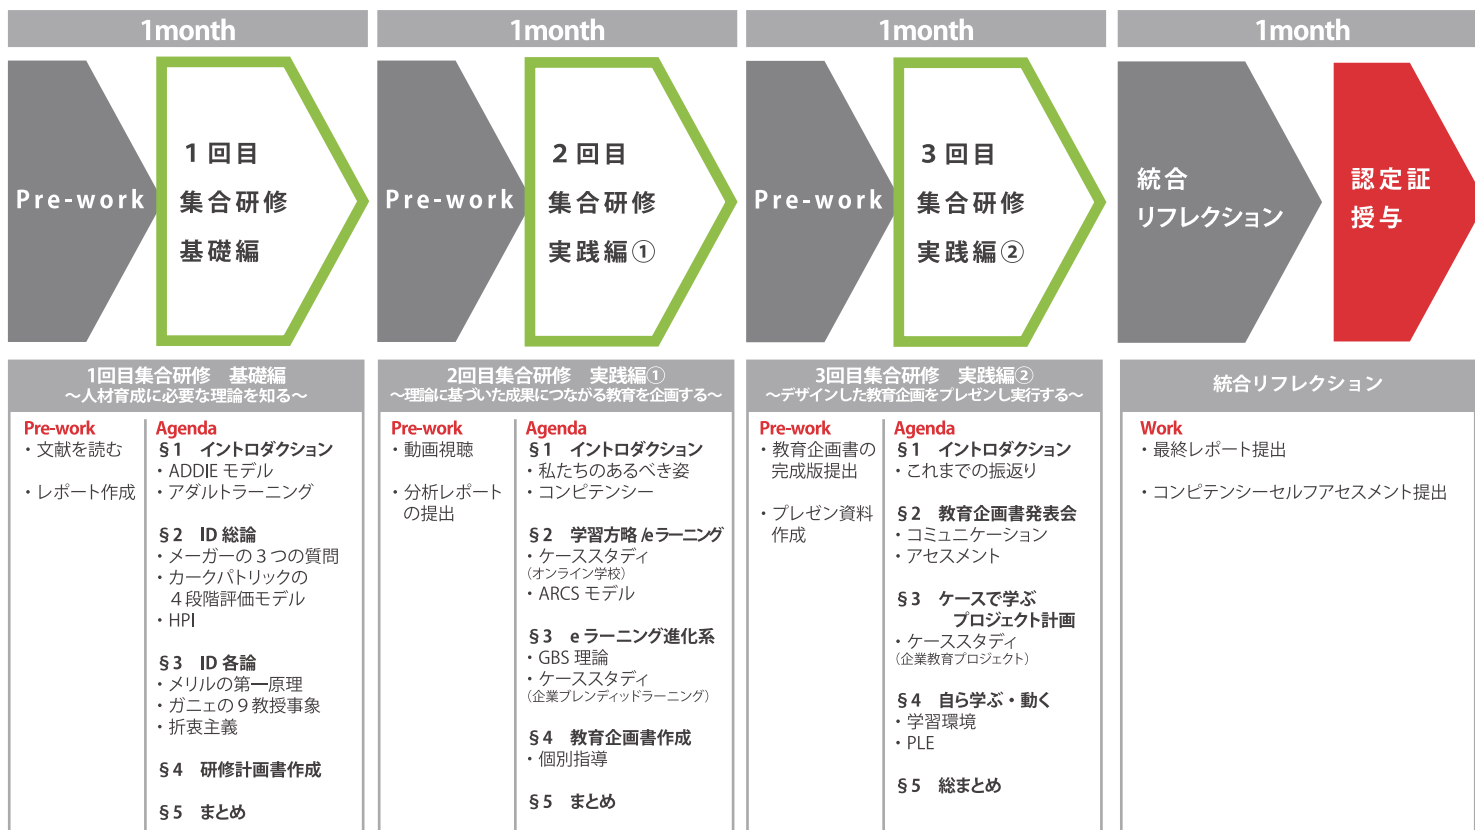 1month
1month
1month
1month
Pre-work
1回目
集合研修
基礎編
Pre-work
2回目
集合研修
実践編①
Pre-work
3回目
集合研修
実践編②
統合
リフレクション
認定証
授与
1回目集合研修　基礎編
～人材育成に必要な理論を知る～
Pre-work
・文献を読む
・レポート作成
Agenda
§1　イントロダクション
・ADDIE モデル
・アダルトラーニング
§2　ID 総論
・メーガーの３つの質問
・カークパトリックの
４段階評価モデル
・HPI
§3　ID 各論
・メリルの第一原理
・ガニェの９教授事象
・折衷主義
§4　研修計画書作成
§5　まとめ
2回目集合研修　実践編①
～理論に基づいた成果につながる教育を企画する～
Pre-work
・動画視聴
・分析レポート
の提出
Agenda
§1　イントロダクション
・私たちのあるべき姿
・コンピテンシー
§2　学習方略/eラーニング
・ケーススタディ
（オンライン学校）
・ARCS モデル
§3　e ラーニング進化系
・GBS 理論
・ケーススタディ
（企業ブレンディッドラーニング）
§4　教育企画書作成
・個別指導
§5　まとめ
3回目集合研修　実践編②
～デザインした教育企画をプレゼンし実行する～
Pre-work
・教育企画書の
完成版提出
・プレゼン資料
作成
Agenda
§1　イントロダクション
・これまでの振返り
§2　教育企画書発表会
・コミュニケーション
・アセスメント
§3　ケースで学ぶ
プロジェクト計画
・ケーススタディ
（企業教育プロジェクト）
§4　自ら学ぶ・動く
・学習環境
・PLE
§5　総まとめ
統合リフレクション
Work
・最終レポート提出
・コンピテンシーセルフアセスメント提出